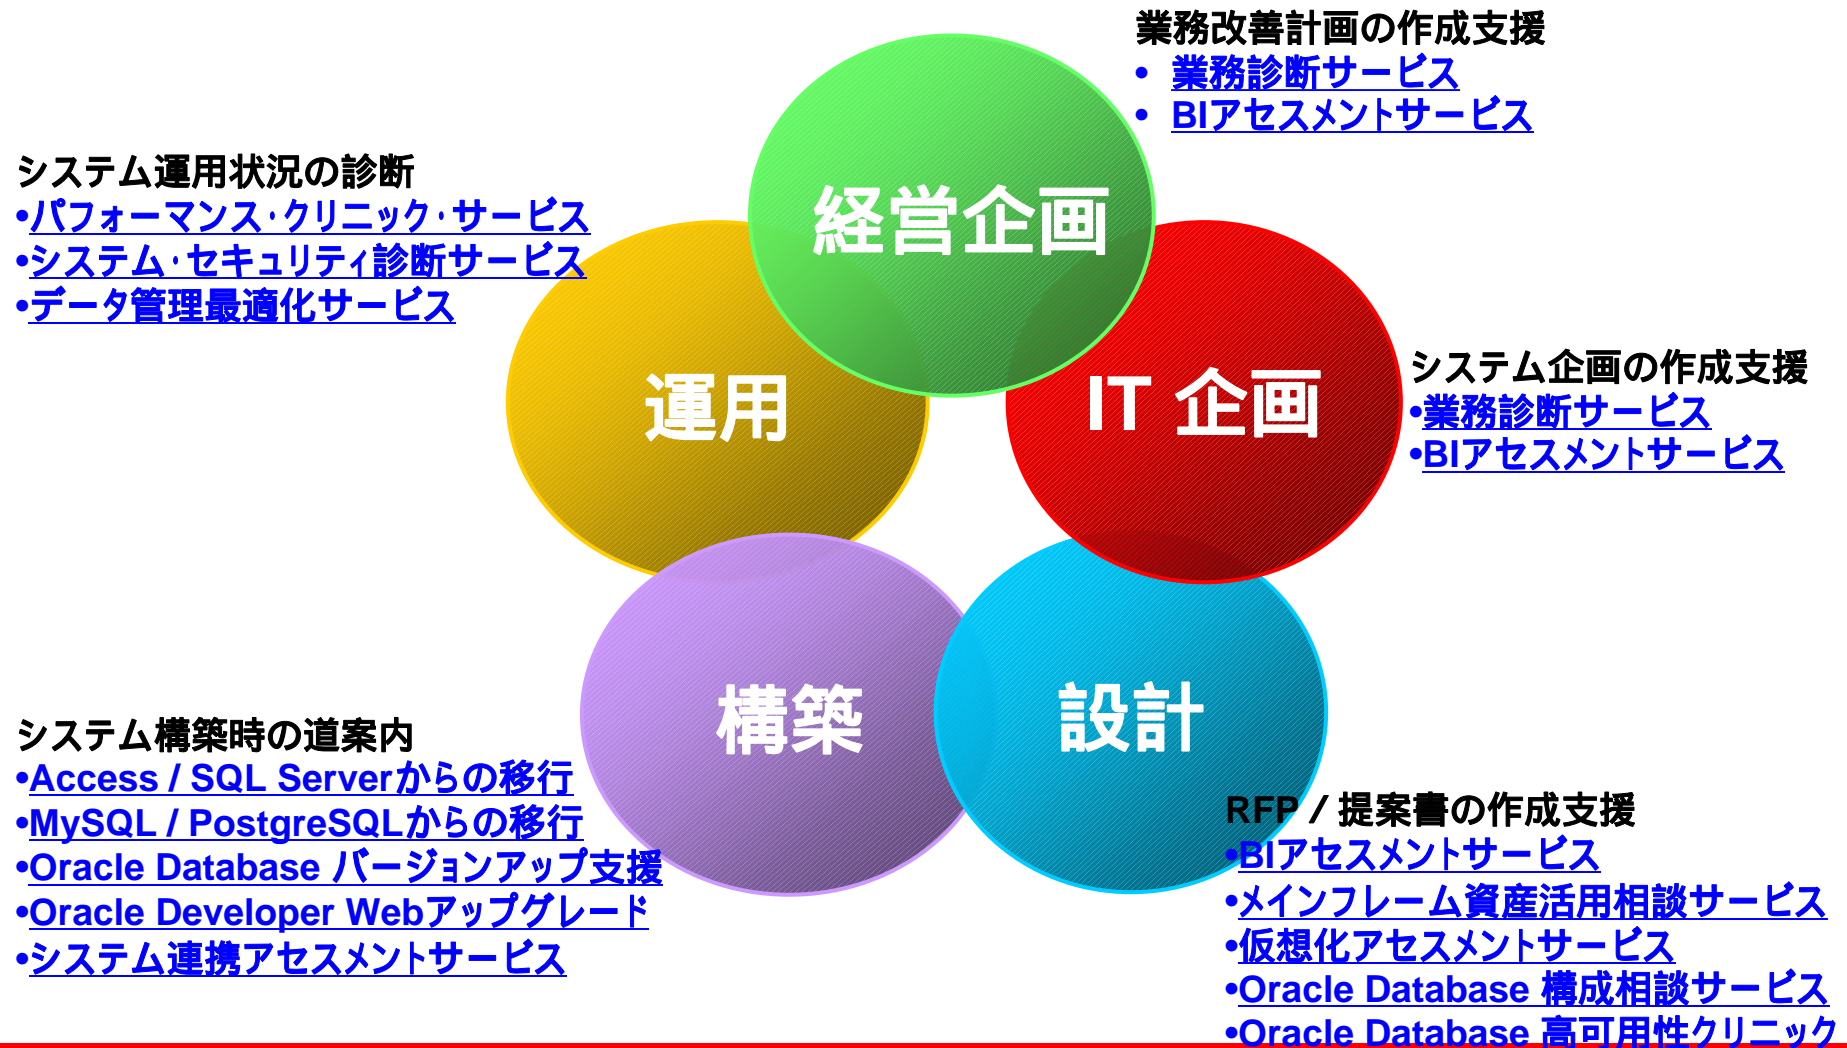 業務改善計画の作成支援
• 業務診断サービス
• BIアセスメントサービス
経営企画
システム運用状況の診断
•パフォーマンス・クリニック・サービス
•システム・セキュリティ診断サービス
•データ管理最適化サービス
運用
IT 企画
システム企画の作成支援
•業務診断サービス
•BIアセスメントサービス
構築
設計
システム構築時の道案内
•Access / SQL Serverからの移行
•MySQL / PostgreSQLからの移行
•Oracle Database バージョンアップ支援
•Oracle Developer Webアップグレード
•システム連携アセスメントサービス
RFP / 提案書の作成支援
•BIアセスメントサービス
•メインフレーム資産活用相談サービス
•仮想化アセスメントサービス
•Oracle Database 構成相談サービス
•Oracle Database 高可用性クリニック